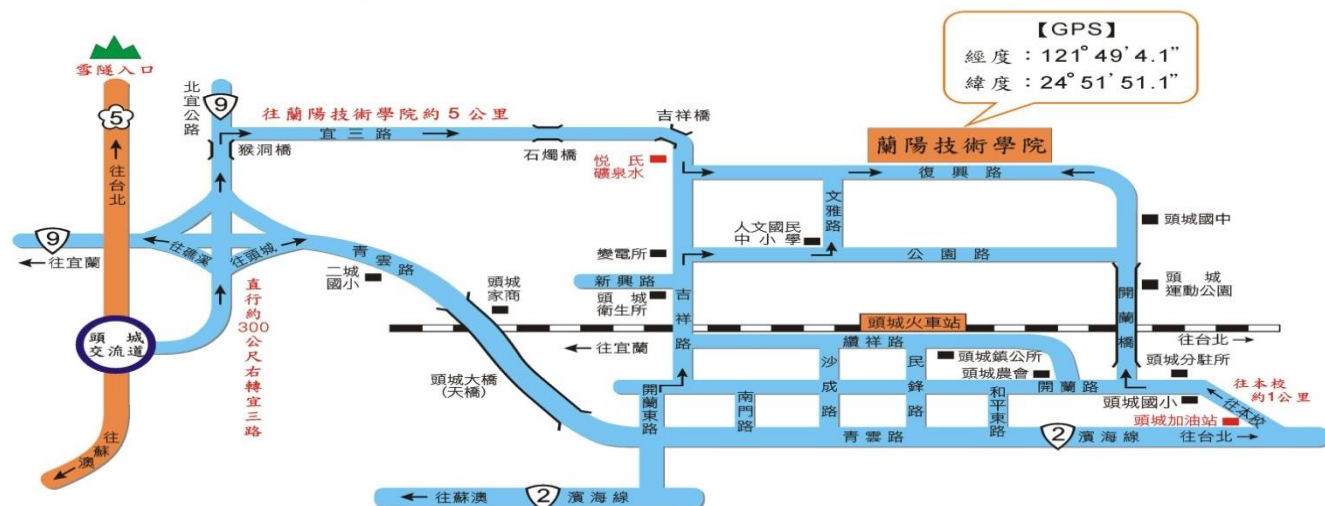 【GPS】
經度：121°49'4.1"
緯度：24°51'51.1"
雪隧入口
5
往台北
頭城
交流道
往蘇澳
北宜公路
9
猴洞橋
往蘭陽技術學院約5公里
宜三路
石燭橋
吉祥橋
悅氏
礦泉水
蘭陽技術學院
復興路
文雅路
頭城國中
9
往宜蘭
往礁溪
往頭城
直行約300公尺右轉宜三路
青雲路
二城
國小
頭城
家商
頭城大橋
(天橋)
變電所
新興路
頭城
衛生所
吉祥路
人文國民
中小學
公園路
開蘭橋
頭城
運動公園
頭城火車站
往宜蘭
往台北
纘祥路
沙成路
民鋒路
頭城鎮公所
頭城農會
開蘭路
頭城分駐所
頭城國小
往本校
約1公里
往本校
頭城加油站
開蘭東路
南門路
和平東路
青雲路
2
濱海線
往台北
往蘇澳
2
濱海線